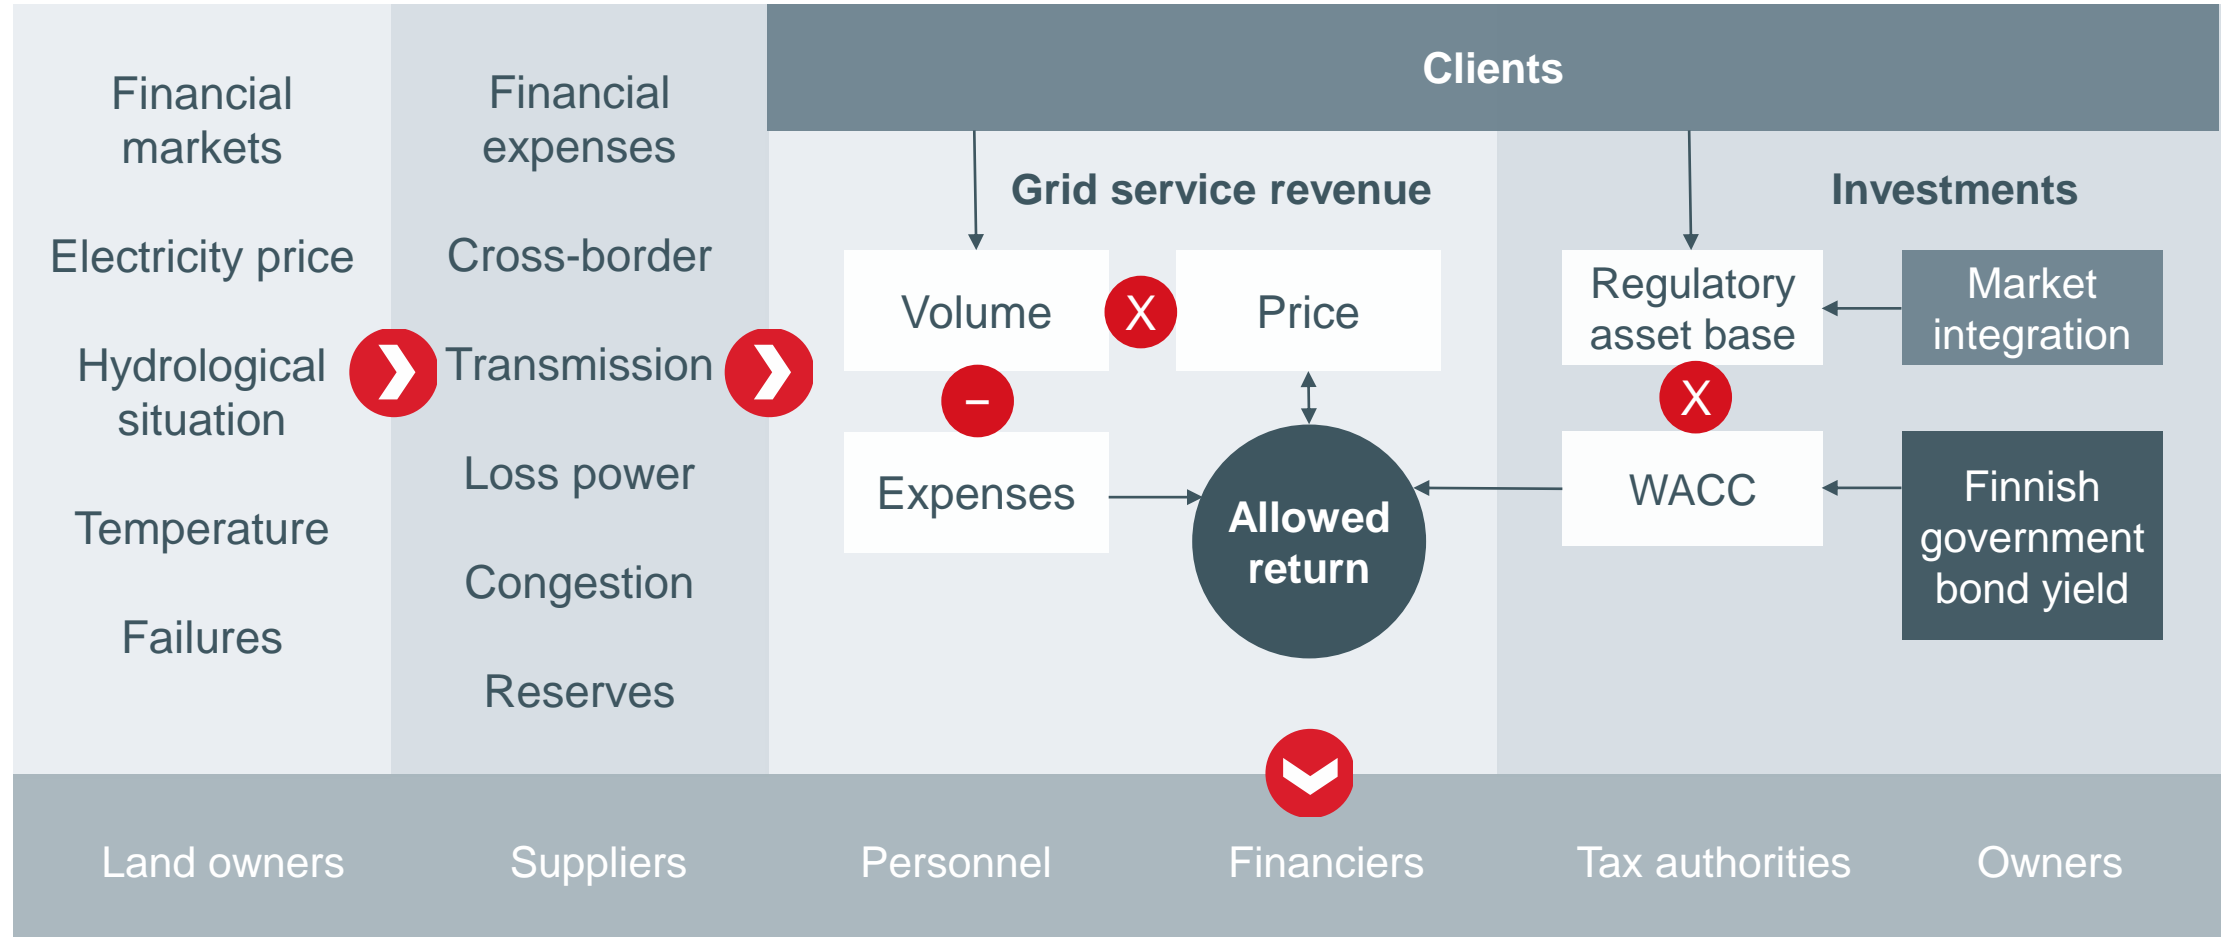 Clients
Financial
markets
Electricity price
Hydrological
situation
Temperature
Failures
Financial
expenses
Cross-border
Transmission
Loss power
Congestion
Reserves
Grid service revenue
Volume
X
Price
–
Expenses
Allowed
return
Investments
Regulatory
asset base
Market
integration
X
WACC
Finnish
government
bond yield
Land owners
Suppliers
Personnel
Financiers
Tax authorities
Owners